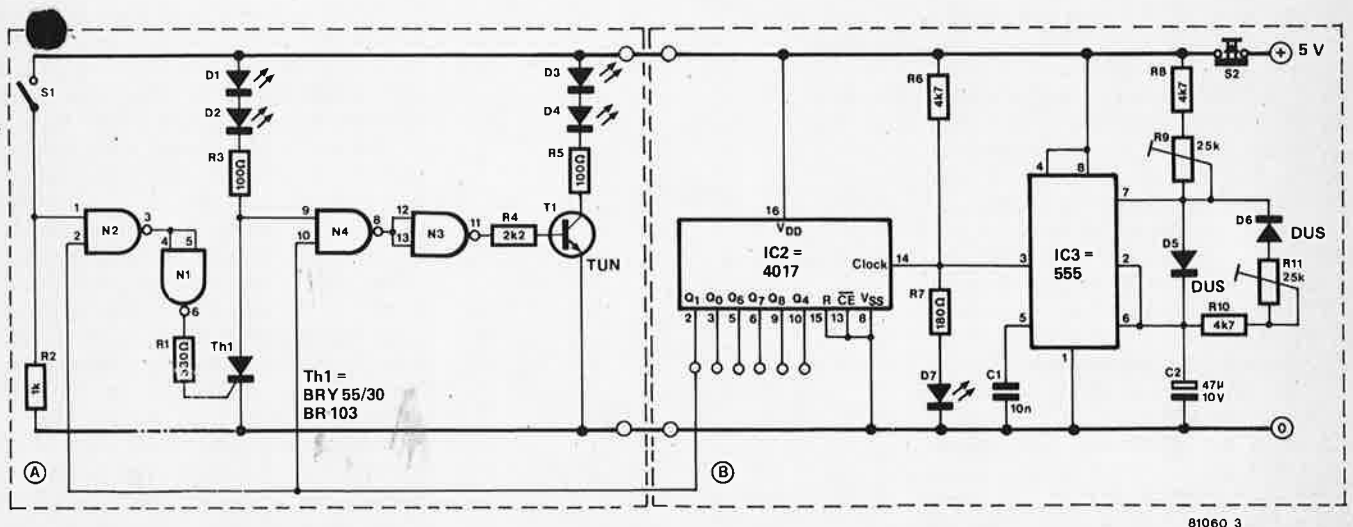 S1
D1
D2
R3
100Ω
D3
D4
R5
100Ω
T1
TUN
1
2
N2
3
4
5
N1
6
R1
330Ω
Th1
R2
1k
9
10
N4
8
12
13
N3
11
R4
2k2
Th1 =
BRY 55/30
BR 103
A
B
16
VDD
IC2 =
4017
Clock
14
Q1 Q0 Q6 Q7 Q8 Q4 R CE VSS
2 3 5 6 9 10 15 13 8
R6
4k7
R7
180Ω
D7
3
4
8
IC3 =
555
7
2
6
5
1
C1
10n
R8
4k7
R9
25k
D5
DUS
D6
DUS
R11
25k
R10
4k7
C2
47µ
10V
S2
+
5 V
0
81060 3